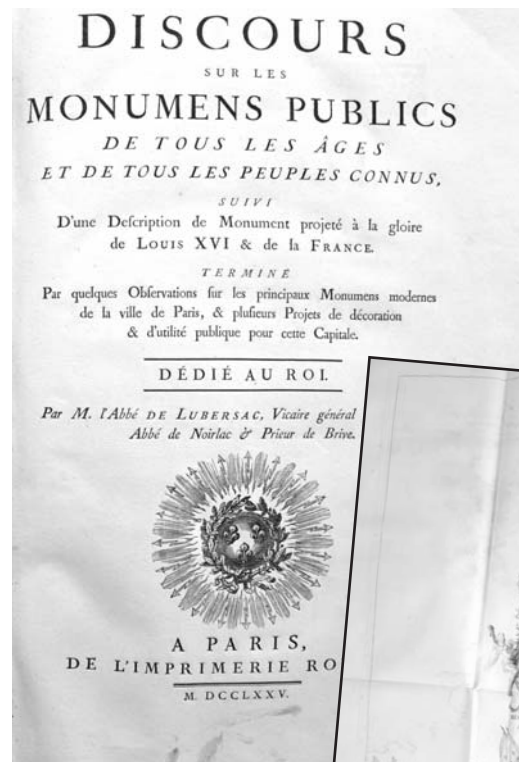 DISCOURS
SUR LES
MONUMENS PUBLICS
DE TOUS LES ÂGES
ET DE TOUS LES PEUPLES CONNUS,
SUIVI
D'une Deſcription de Monument projeté à la gloire
de LOUIS XVI & de la FRANCE.
TERMINÉ
Par quelques Obſervations ſur les principaux Monumens modernes
de la ville de Paris, & pluſieurs Projets de décoration
& d'utilité publique pour cette Capitale.
DÉDIÉ AU ROI.
Par M. l'Abbé DE LUBERSAC, Vicaire général
Abbé de Noirlac & Prieur de Brive.
A PARIS,
DE L'IMPRIMERIE RO
M. DCCLXXV.